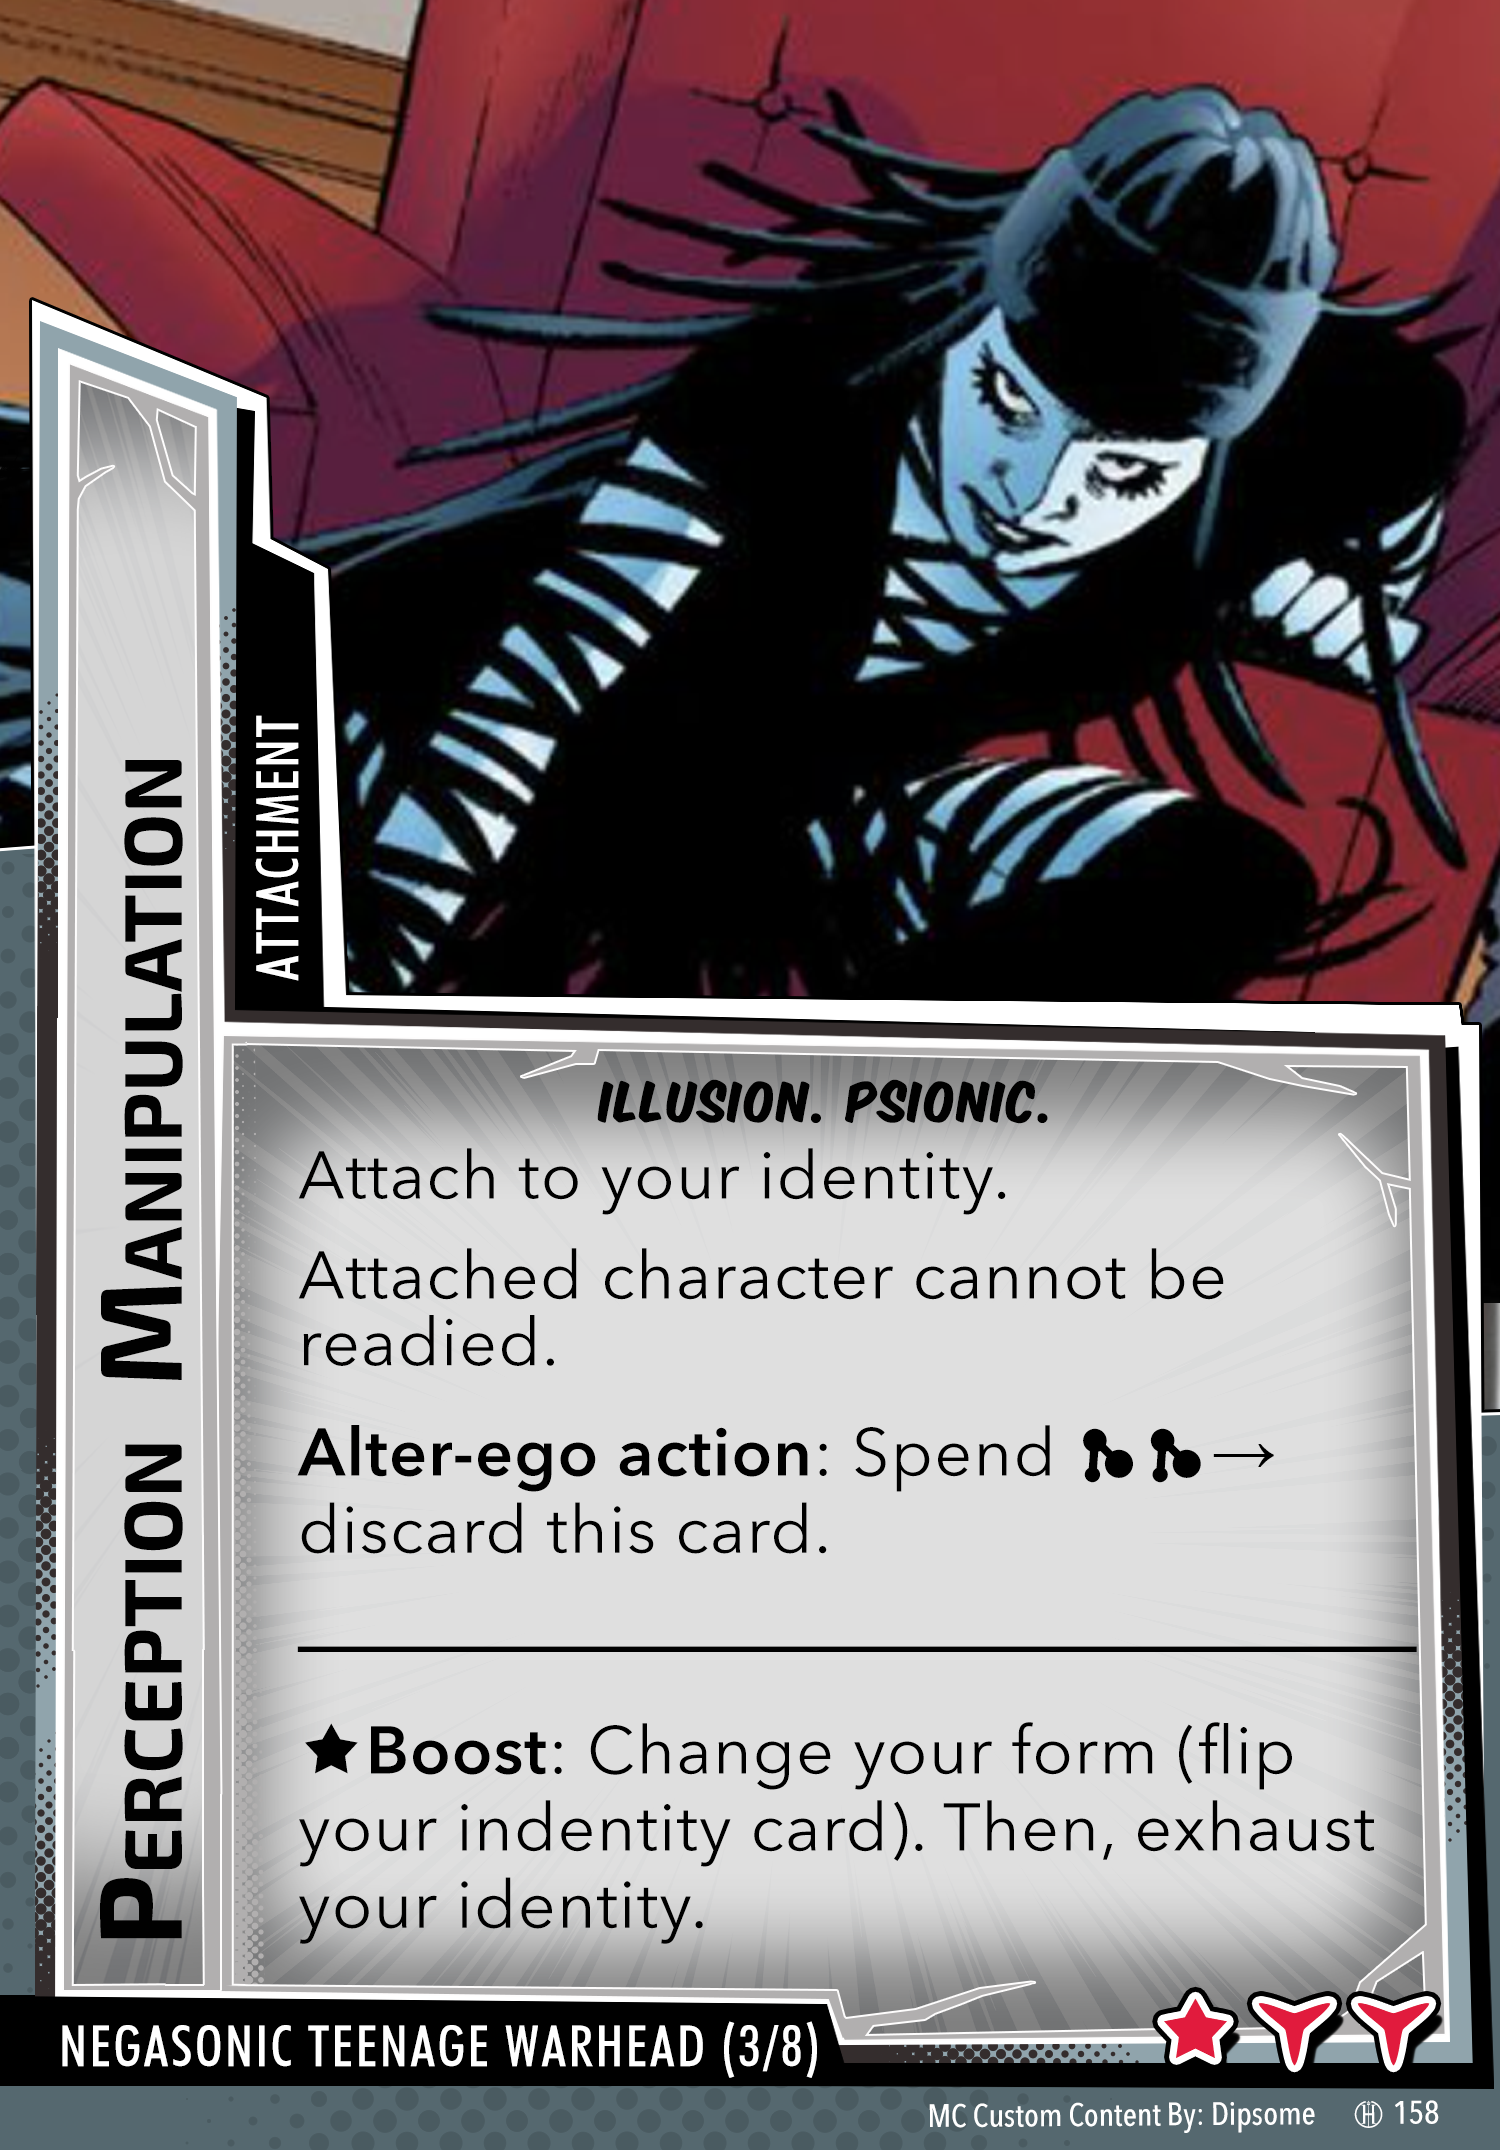 PERCEPTION MANIPULATION
ATTACHMENT
ILLUSION. PSIONIC.
Attach to your identity.
Attached character cannot be
readied.
Alter-ego action: Spend →
discard this card.
★Boost: Change your form (flip
your indentity card). Then, exhaust
your identity.
NEGASONIC TEENAGE WARHEAD (3/8)
MC Custom Content By: Dipsome 158